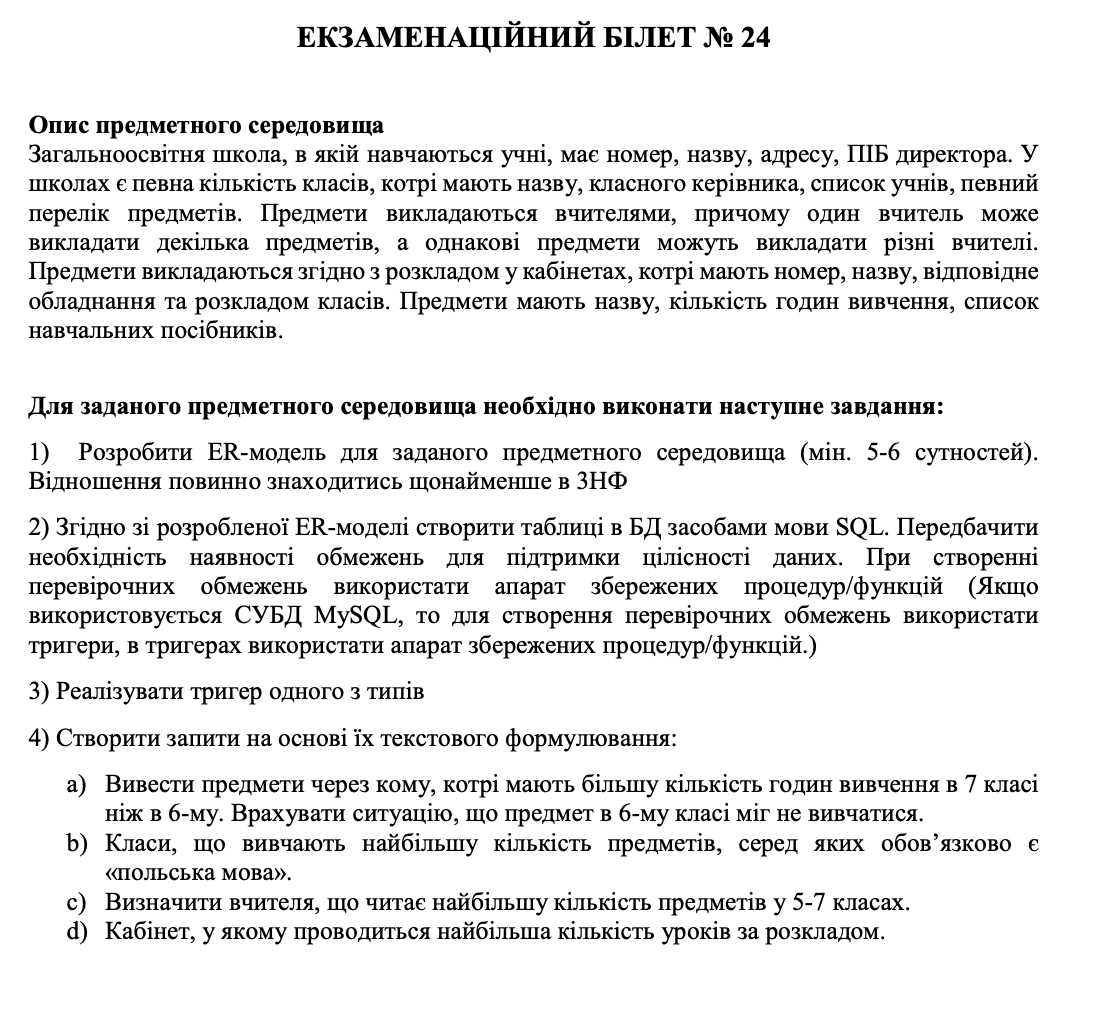 ЕКЗАМЕНАЦІЙНИЙ БІЛЕТ № 24
Опис предметного середовища
Загальноосвітня школа, в якій навчаються учні, має номер, назву, адресу, ПІБ директора. У
школах є певна кількість класів, котрі мають назву, класного керівника, список учнів, певний
перелік предметів. Предмети викладаються вчителями, причому один вчитель може
викладати декілька предметів, а однакові предмети можуть викладати різні вчителі.
Предмети викладаються згідно з розкладом у кабінетах, котрі мають номер, назву, відповідне
обладнання та розкладом класів. Предмети мають назву, кількість годин вивчення, список
навчальних посібників.
Для заданого предметного середовища необхідно виконати наступне завдання:
1) Розробити ER-модель для заданого предметного середовища (мін. 5-6 сутностей).
Відношення повинно знаходитись щонайменше в 3НФ
2) Згідно зі розробленої ER-моделі створити таблиці в БД засобами мови SQL. Передбачити
необхідність наявності обмежень для підтримки цілісності даних. При створенні
перевірочних обмежень використати апарат збережених процедур/функцій (Якщо
використовується СУБД MySQL, то для створення перевірочних обмежень використати
тригери, в тригерах використати апарат збережених процедур/функцій.)
3) Реалізувати тригер одного з типів
4) Створити запити на основі їх текстового формулювання:
a) Вивести предмети через кому, котрі мають більшу кількість годин вивчення в 7 класі
ніж в 6-му. Врахувати ситуацію, що предмет в 6-му класі міг не вивчатися.
b) Класи, що вивчають найбільшу кількість предметів, серед яких обов’язково є
«польська мова».
c) Визначити вчителя, що читає найбільшу кількість предметів у 5-7 класах.
d) Кабінет, у якому проводиться найбільша кількість уроків за розкладом.